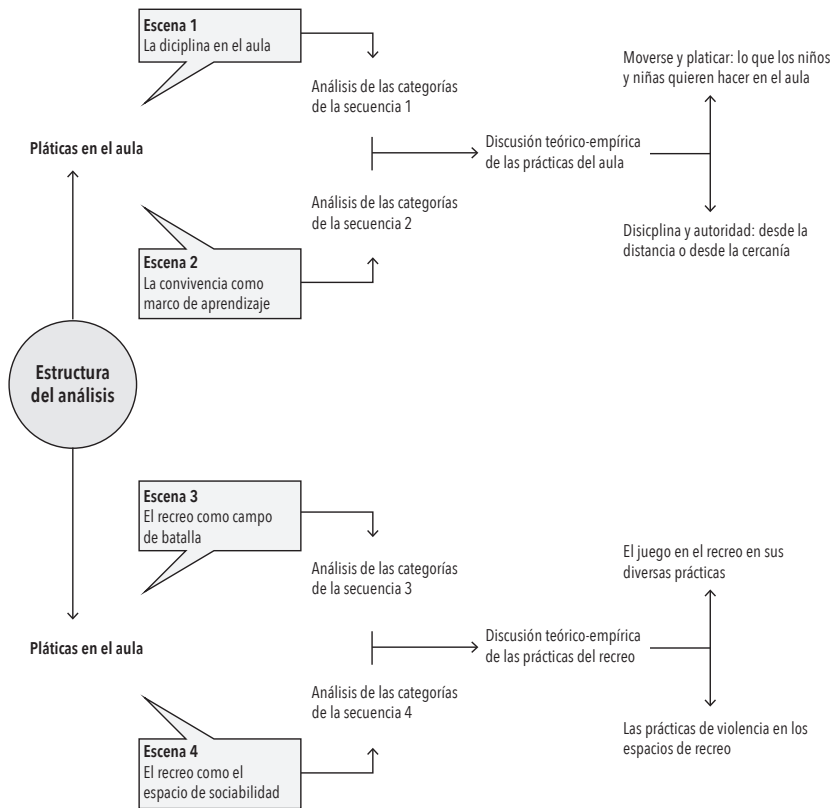 Escena 1
La diciplina en el aula
Análisis de las categorías
de la secuencia 1
Moverse y platicar: lo que los niños
y niñas quieren hacer en el aula
Pláticas en el aula
Discusión teórico-empírica
de las prácticas del aula
Análisis de las categorías
de la secuencia 2
Disicplina y autoridad: desde la
distancia o desde la cercanía
Escena 2
La convivencia como
marco de aprendizaje
Estructura
del análisis
Escena 3
El recreo como campo
de batalla
Análisis de las categorías
de la secuencia 3
El juego en el recreo en sus
diversas prácticas
Pláticas en el aula
Discusión teórico-empírica
de las prácticas del recreo
Análisis de las categorías
de la secuencia 4
Las prácticas de violencia en los
espacios de recreo
Escena 4
El recreo como el
espacio de sociabilidad